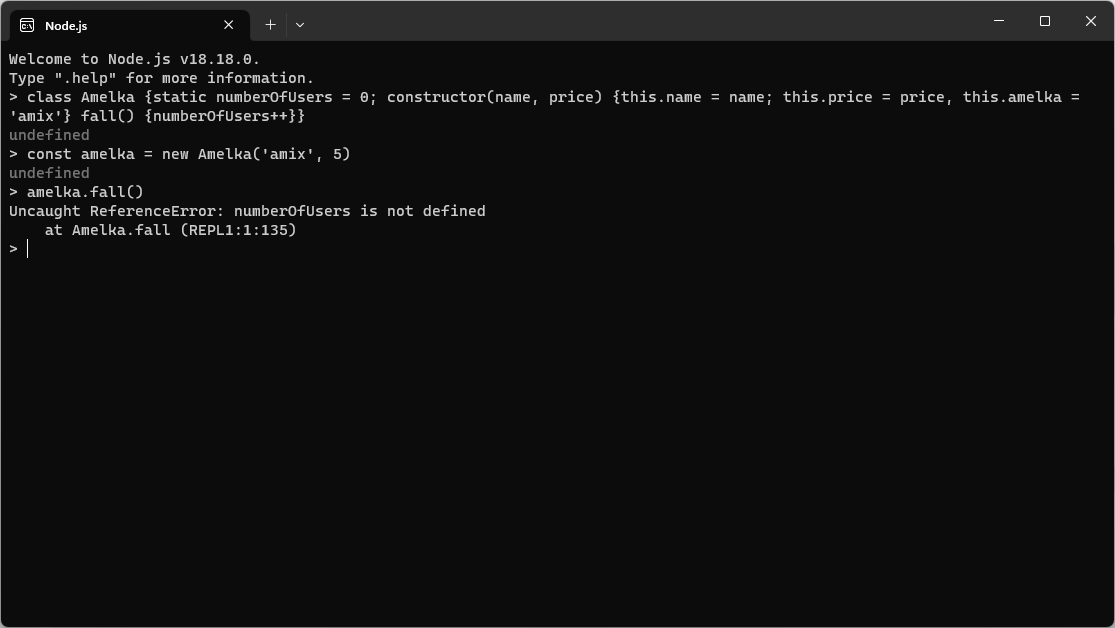 Node.js
Welcome to Node.js v18.18.0.
Type ".help" for more information.
> class Amelka {static numberOfUsers = 0; constructor(name, price) {this.name = name; this.price = price, this.amelka =
'amix'} fall() {numberOfUsers++}}
undefined
> const amelka = new Amelka('amix', 5)
undefined
> amelka.fall()
Uncaught ReferenceError: numberOfUsers is not defined
    at Amelka.fall (REPL1:1:135)
>